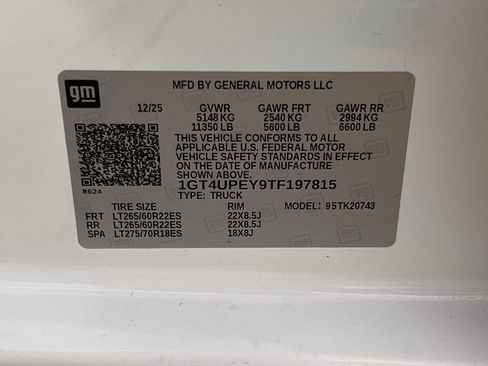 gm
MFD BY GENERAL MOTORS LLC
12/25 GVWR GAWR FRT GAWR RR
5148 KG 2540 KG 2994 KG
11350 LB 5600 LB 6600 LB
THIS VEHICLE CONFORMS TO ALL
APPLICABLE U.S. FEDERAL MOTOR
VEHICLE SAFETY STANDARDS IN EFFECT
ON THE DATE OF MANUFACTURE
SHOWN ABOVE.
1GT4UPEY9TF197815
8624 TYPE: TRUCK
TIRE SIZE RIM MODEL: 95TK20743
FRT LT265/60R22ES 22X8.5J
RR LT265/60R22ES 22X8.5J
SPA LT275/70R18ES 18X8J